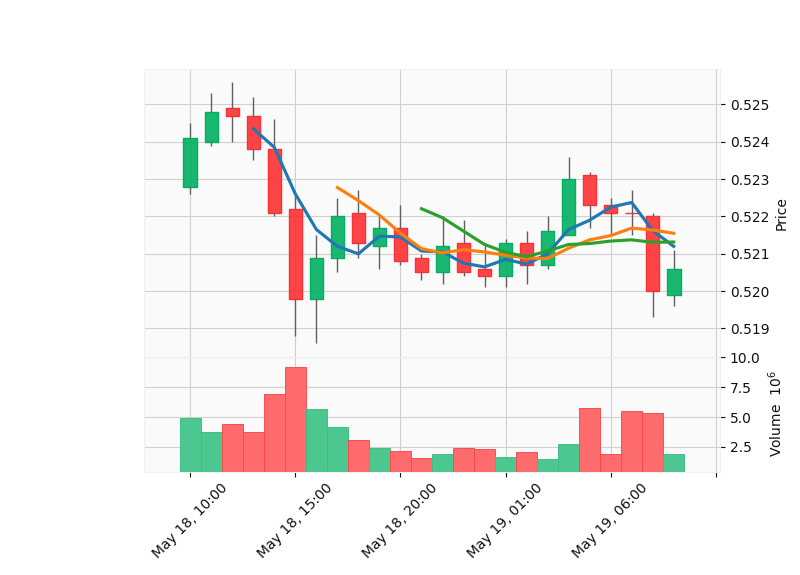 0.525
0.524
0.523
0.522
0.521
0.520
0.519
Price
10.0
7.5
5.0
2.5
Volume 10^6
May 18, 10:00
May 18, 15:00
May 18, 20:00
May 19, 01:00
May 19, 06:00